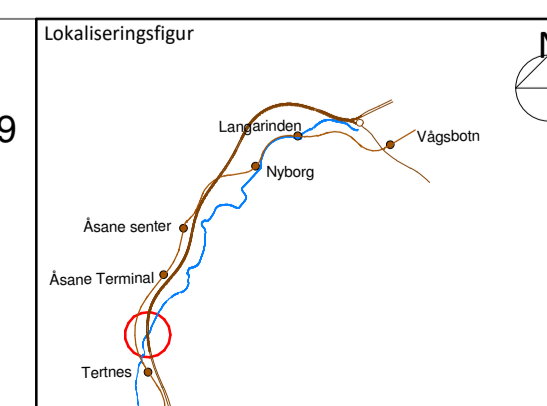 Lokaliseringsfigur
N
9
Langarinden
Vågsbotn
Nyborg
Åsane senter
Åsane Terminal
Tertnes